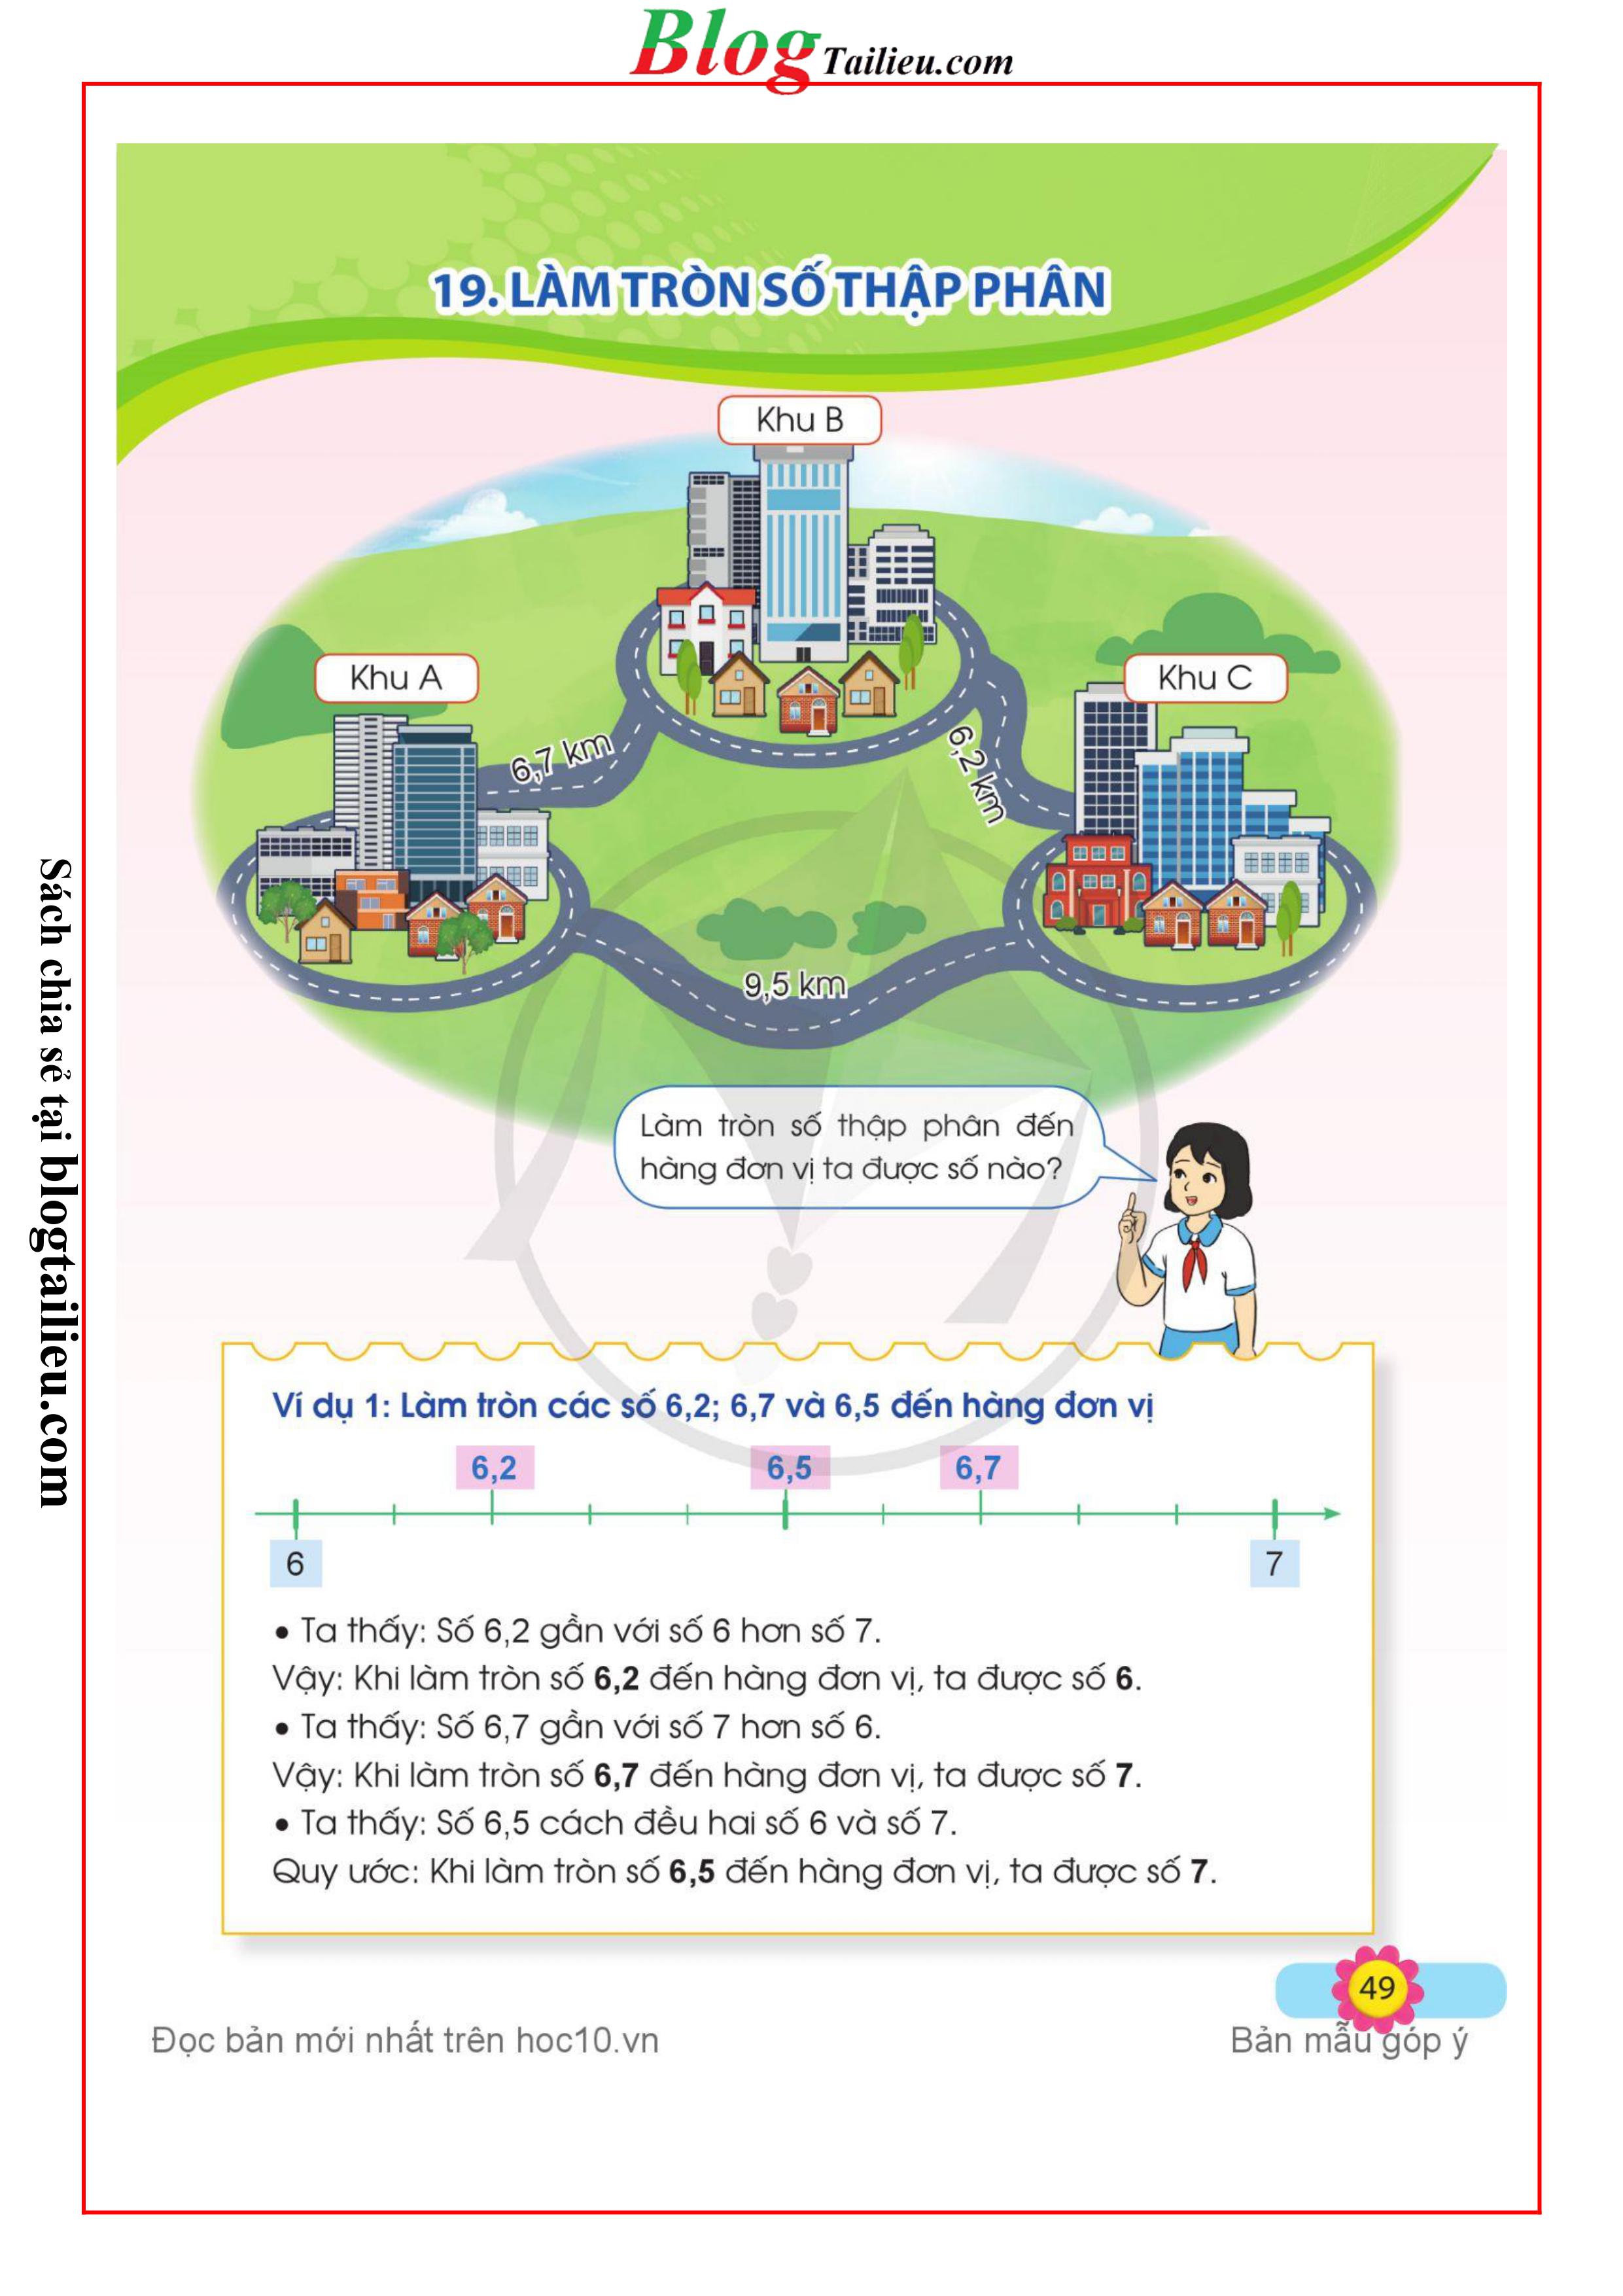 Blog Tailieu.com
19. LÀM TRÒN SỐ THẬP PHÂN
Khu B
Khu A
Khu C
6,7 km
6,2 km
9,5 km
Làm tròn số thập phân đến
hàng đơn vị ta được số nào?
Ví dụ 1: Làm tròn các số 6,2; 6,7 và 6,5 đến hàng đơn vị
6,2 6,5 6,7
6 7
• Ta thấy: Số 6,2 gần với số 6 hơn số 7.
Vậy: Khi làm tròn số 6,2 đến hàng đơn vị, ta được số 6.
• Ta thấy: Số 6,7 gần với số 7 hơn số 6.
Vậy: Khi làm tròn số 6,7 đến hàng đơn vị, ta được số 7.
• Ta thấy: Số 6,5 cách đều hai số 6 và số 7.
Quy ước: Khi làm tròn số 6,5 đến hàng đơn vị, ta được số 7.
49
Đọc bản mới nhất trên hoc10.vn
Bản mẫu góp ý
Sách chia sẻ tại blogtailieu.com